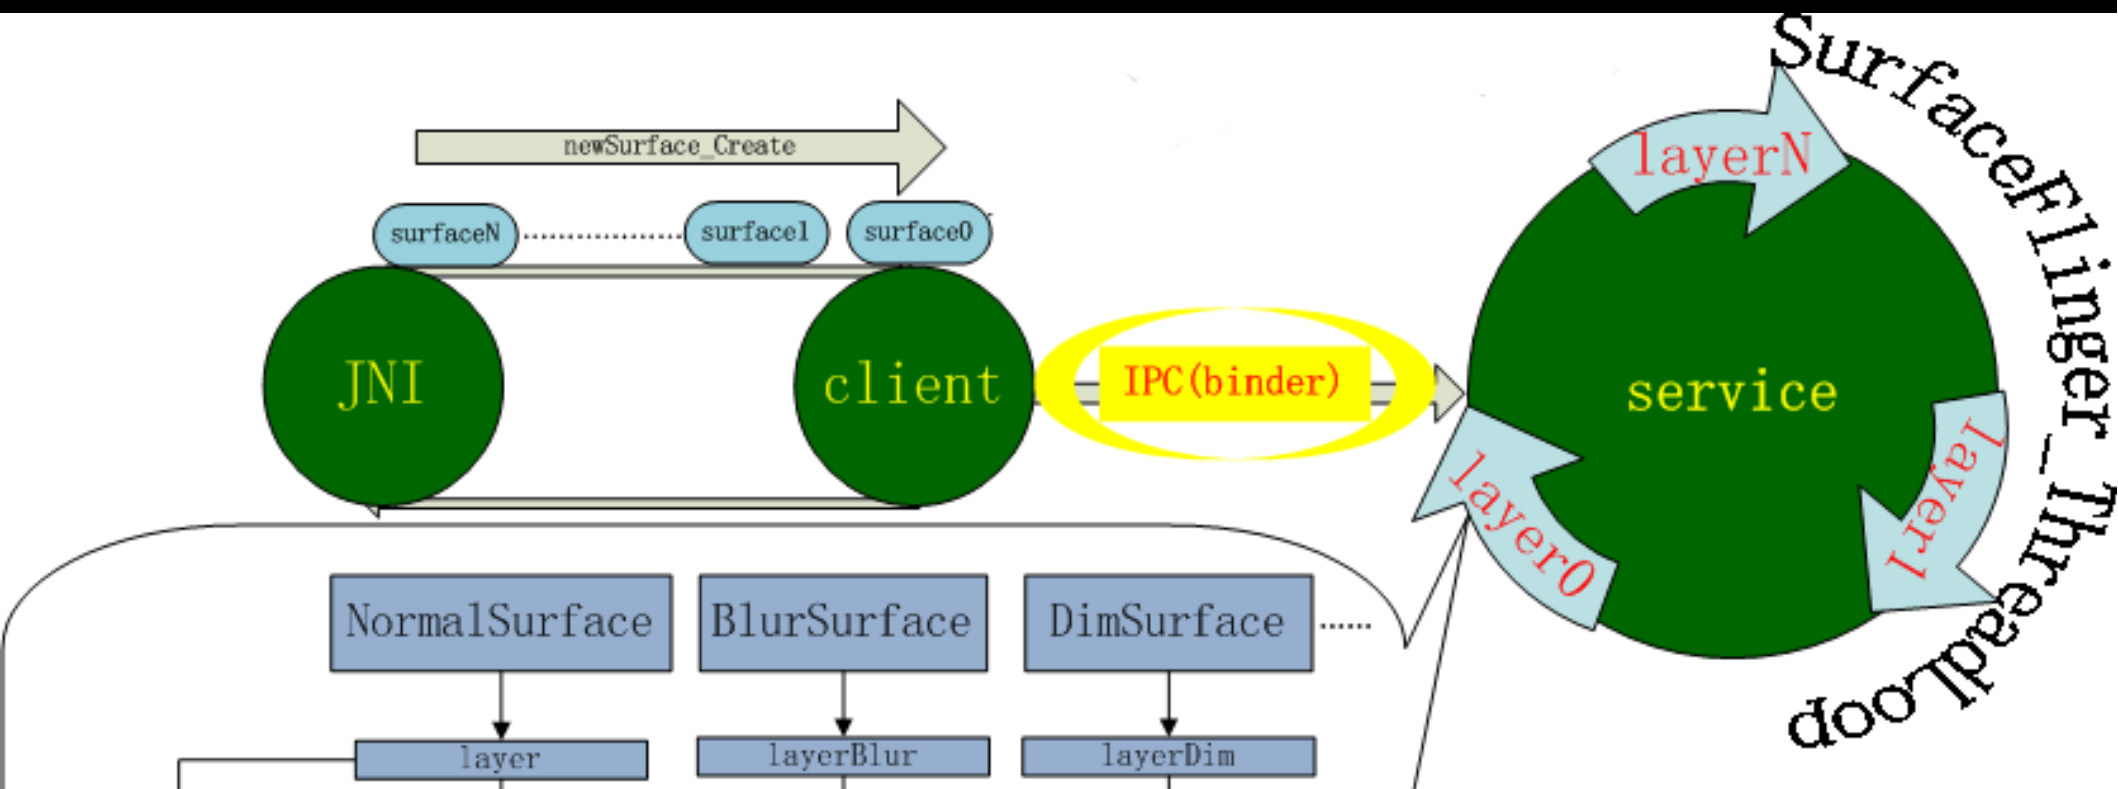 SurfaceFlinger_ThreadLoop
newSurface_Create
layerN
surfaceN
surface1
surface0
JNI
client
IPC(binder)
service
layer0
layer1
NormalSurface
BlurSurface
DimSurface
layer
layerBlur
layerDim